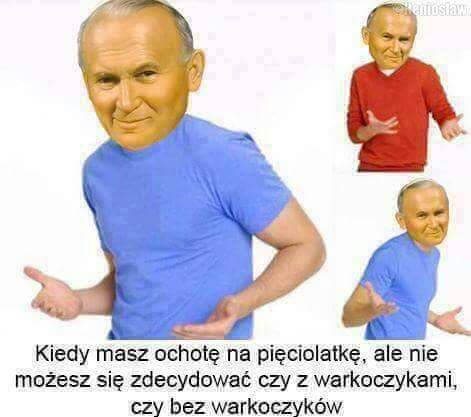 Kiedy masz ochotę na pięciolatkę, ale nie
możesz się zdecydować czy z warkoczykami,
czy bez warkoczyków